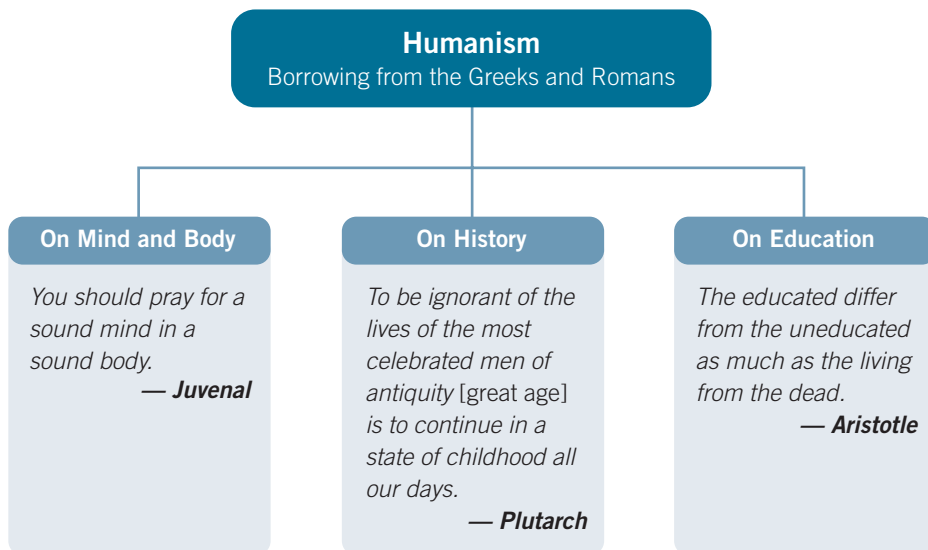 Humanism
Borrowing from the Greeks and Romans
On Mind and Body
You should pray for a
sound mind in a
sound body.
— Juvenal
On History
To be ignorant of the
lives of the most
celebrated men of
antiquity [great age]
is to continue in a
state of childhood all
our days.
— Plutarch
On Education
The educated differ
from the uneducated
as much as the living
from the dead.
— Aristotle